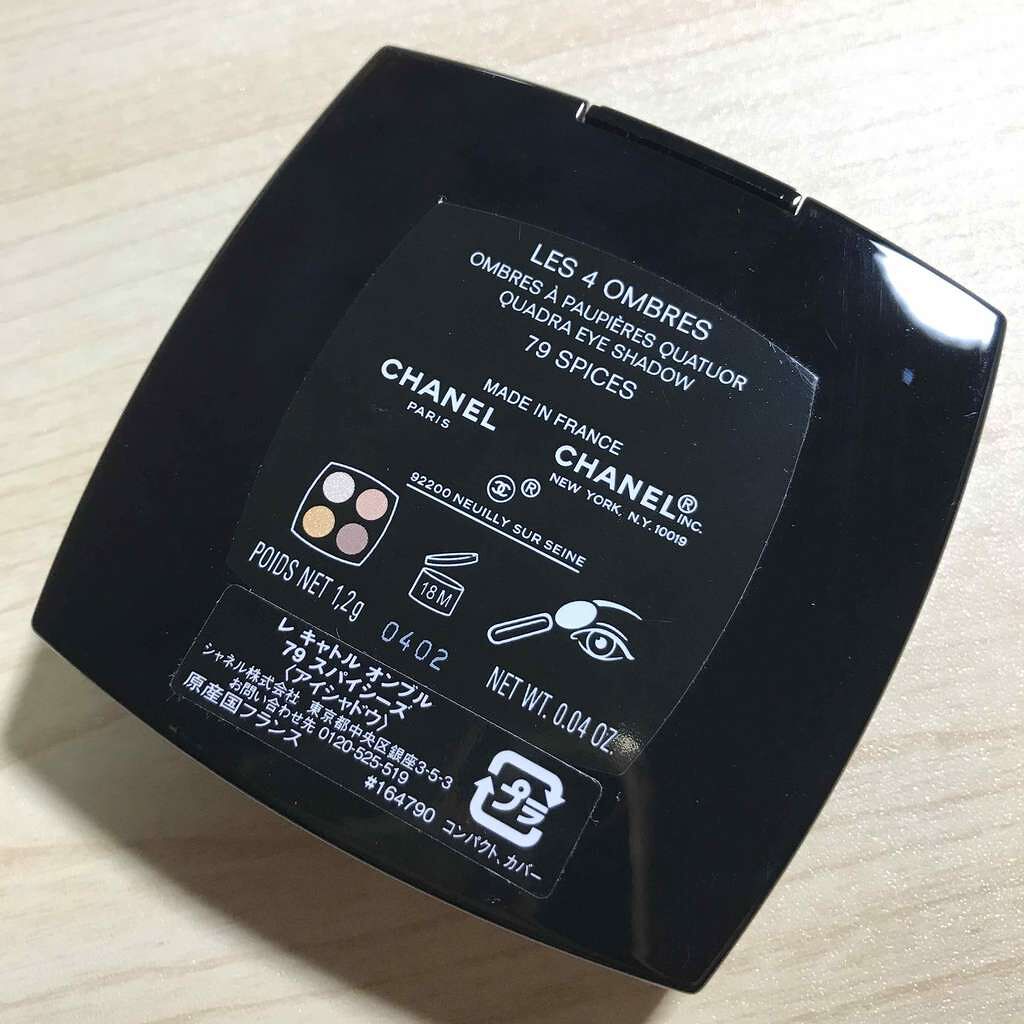 LES 4 OMBRES
OMBRES À PAUPIÈRES QUATUOR
QUADRA EYE SHADOW
79 SPICES
MADE IN FRANCE
CHANEL
PARIS
CHANEL®
INC.
NEW YORK, N.Y. 10019
®
92200 NEUILLY SUR SEINE
18M
POIDS NET 1,2g
0402
NET WT. 0.04 OZ.
レ キャトル オンブル
79 スパイシーズ
〈アイシャドウ〉
シャネル株式会社 東京都中央区銀座3-5-3
お問い合わせ先 0120-525-519
原産国フランス
#164790
プラ
コンパクト、カバー